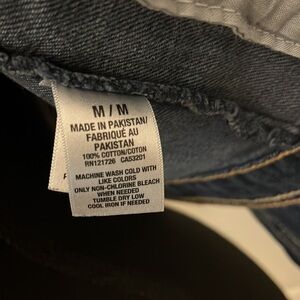 M / M
MADE IN PAKISTAN/
FABRIQUÉ AU
PAKISTAN
100% COTTON/COTON
RN121726 CA53201
MACHINE WASH COLD WITH
LIKE COLORS
ONLY NON-CHLORINE BLEACH
WHEN NEEDED
TUMBLE DRY LOW
COOL IRON IF NEEDED